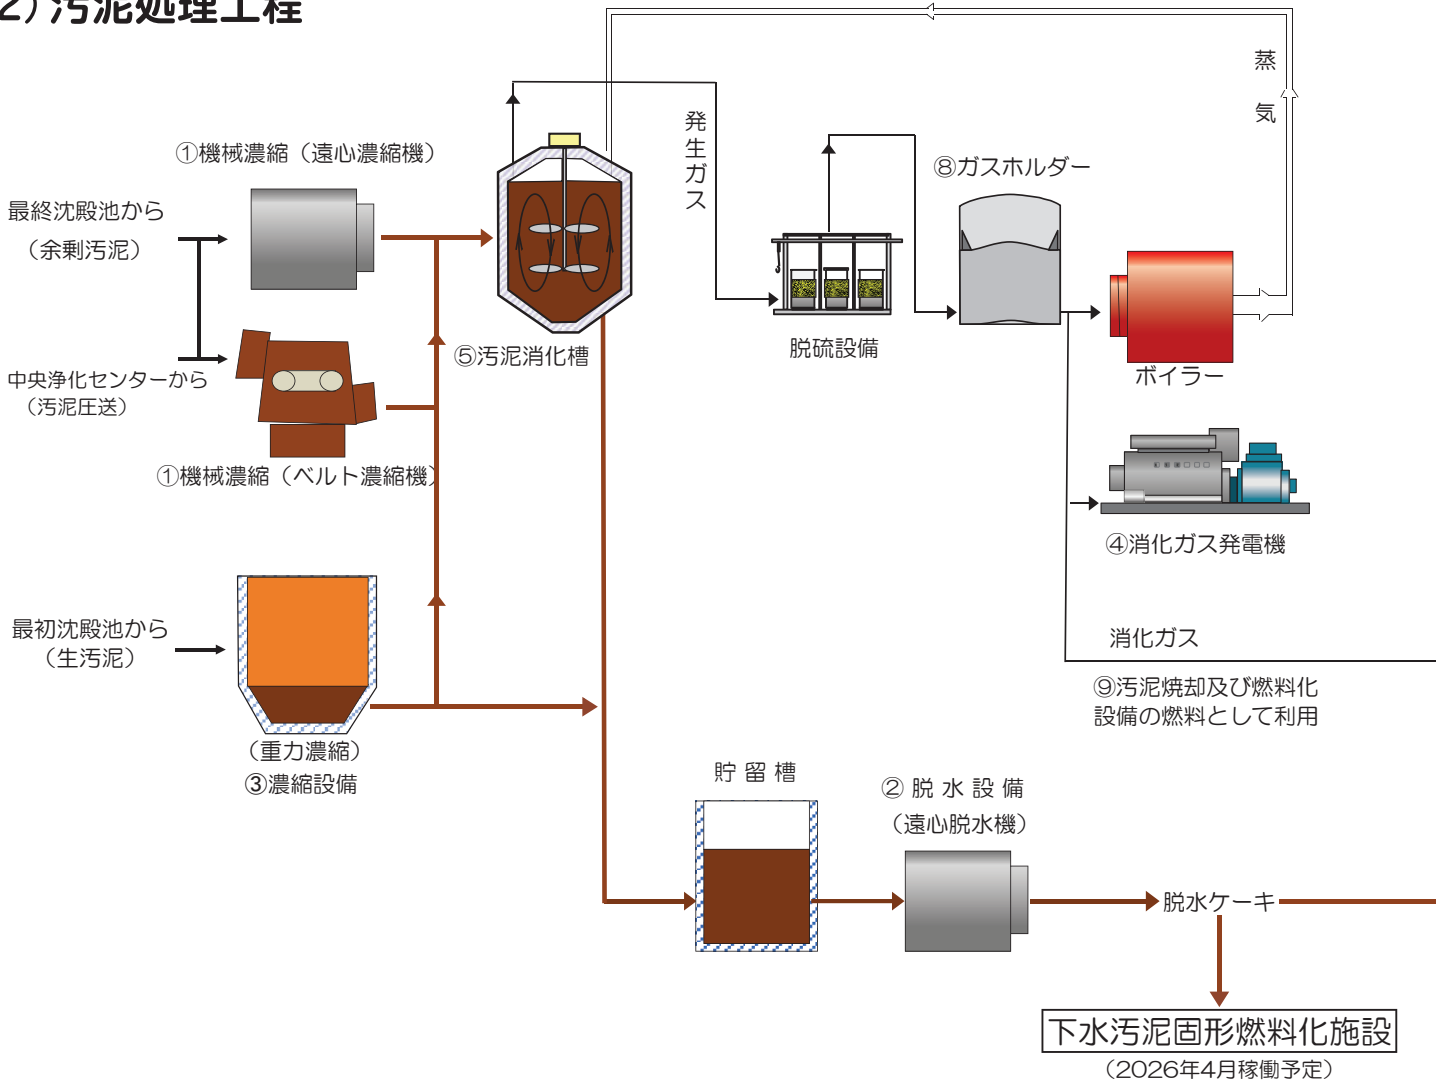 2）汚泥処理工程
蒸気
発生ガス
①機械濃縮（遠心濃縮機）
⑧ガスホルダー
最終沈殿池から
（余剰汚泥）
脱硫設備
⑤汚泥消化槽
ボイラー
中央浄化センターから
（汚泥圧送）
①機械濃縮（ベルト濃縮機）
④消化ガス発電機
最初沈殿池から
（生汚泥）
消化ガス
⑨汚泥焼却及び燃料化
設備の燃料として利用
（重力濃縮）
③濃縮設備
貯留槽
②脱水設備
（遠心脱水機）
脱水ケーキ
下水汚泥固形燃料化施設
（2026年4月稼働予定）